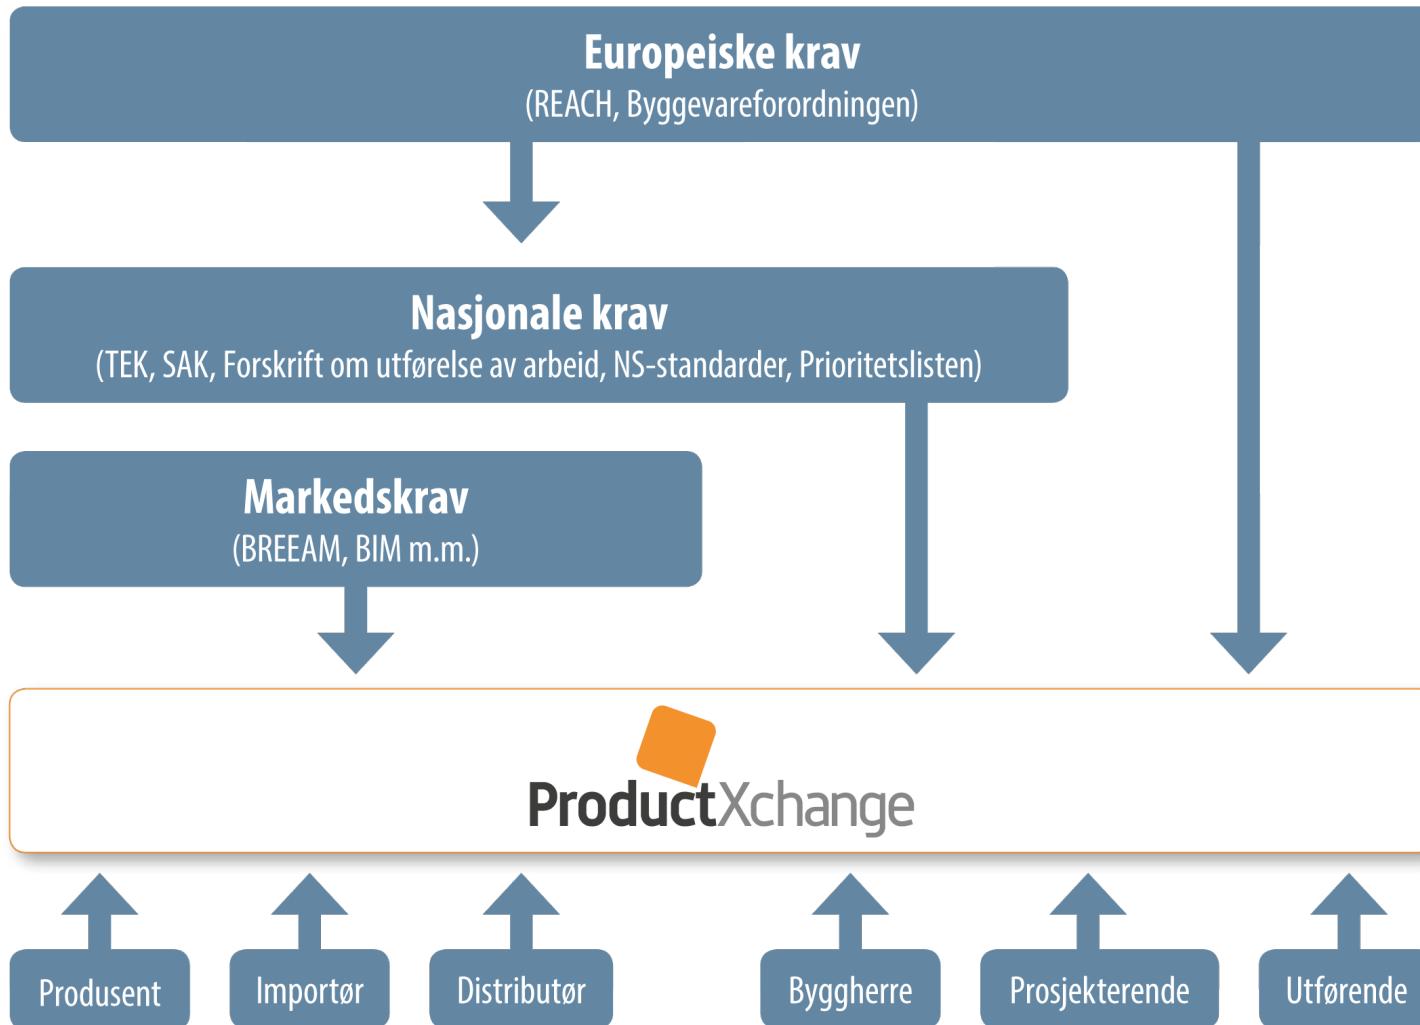 Europeiske krav
(REACH, Byggevareforordningen)
Nasjonale krav
(TEK, SAK, Forskrift om utførelse av arbeid, NS-standarder, Prioritetslisten)
Markedskrav
(BREEAM, BIM m.m.)
ProductXchange
Produsent
Importør
Distributør
Byggherre
Prosjekterende
Utførende